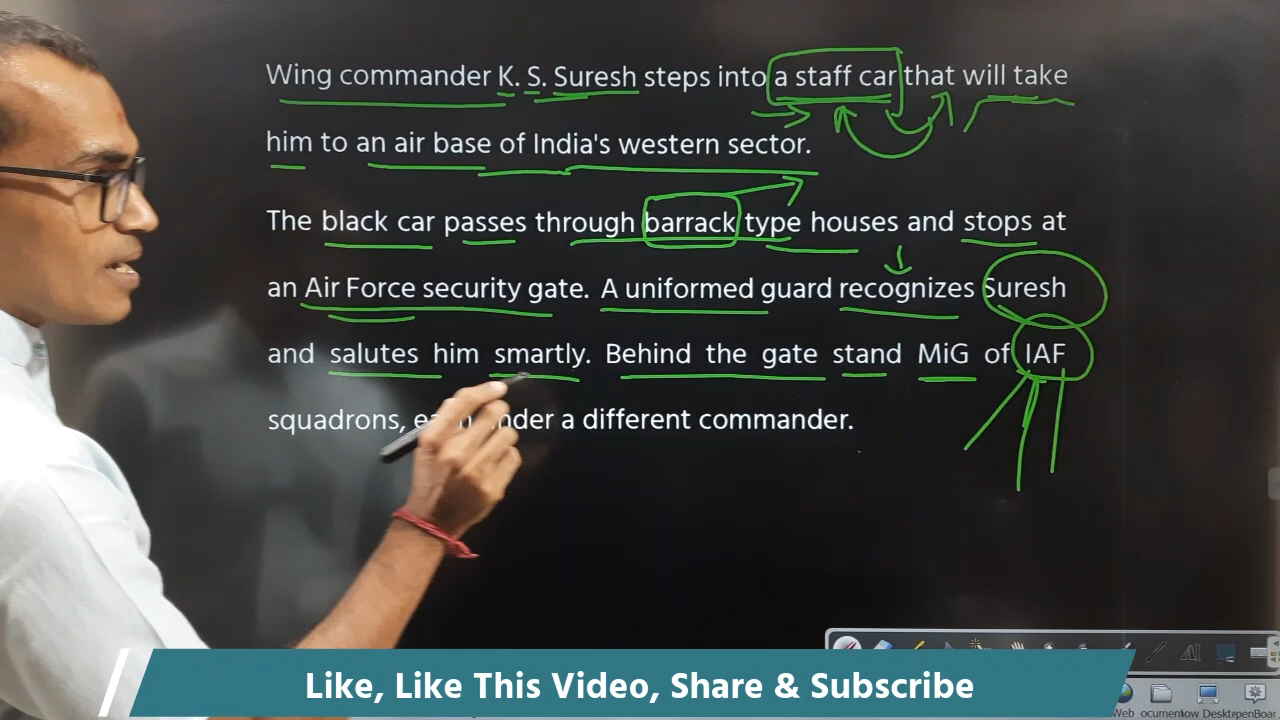 Wing commander K. S. Suresh steps into a staff car that will take
him to an air base of India's western sector.
The black car passes through barrack type houses and stops at
an Air Force security gate. A uniformed guard recognizes Suresh
and salutes him smartly. Behind the gate stand MiG of IAF
squadrons, under a different commander.
AI
Like, Like This Video, Share & Subscribe
Web